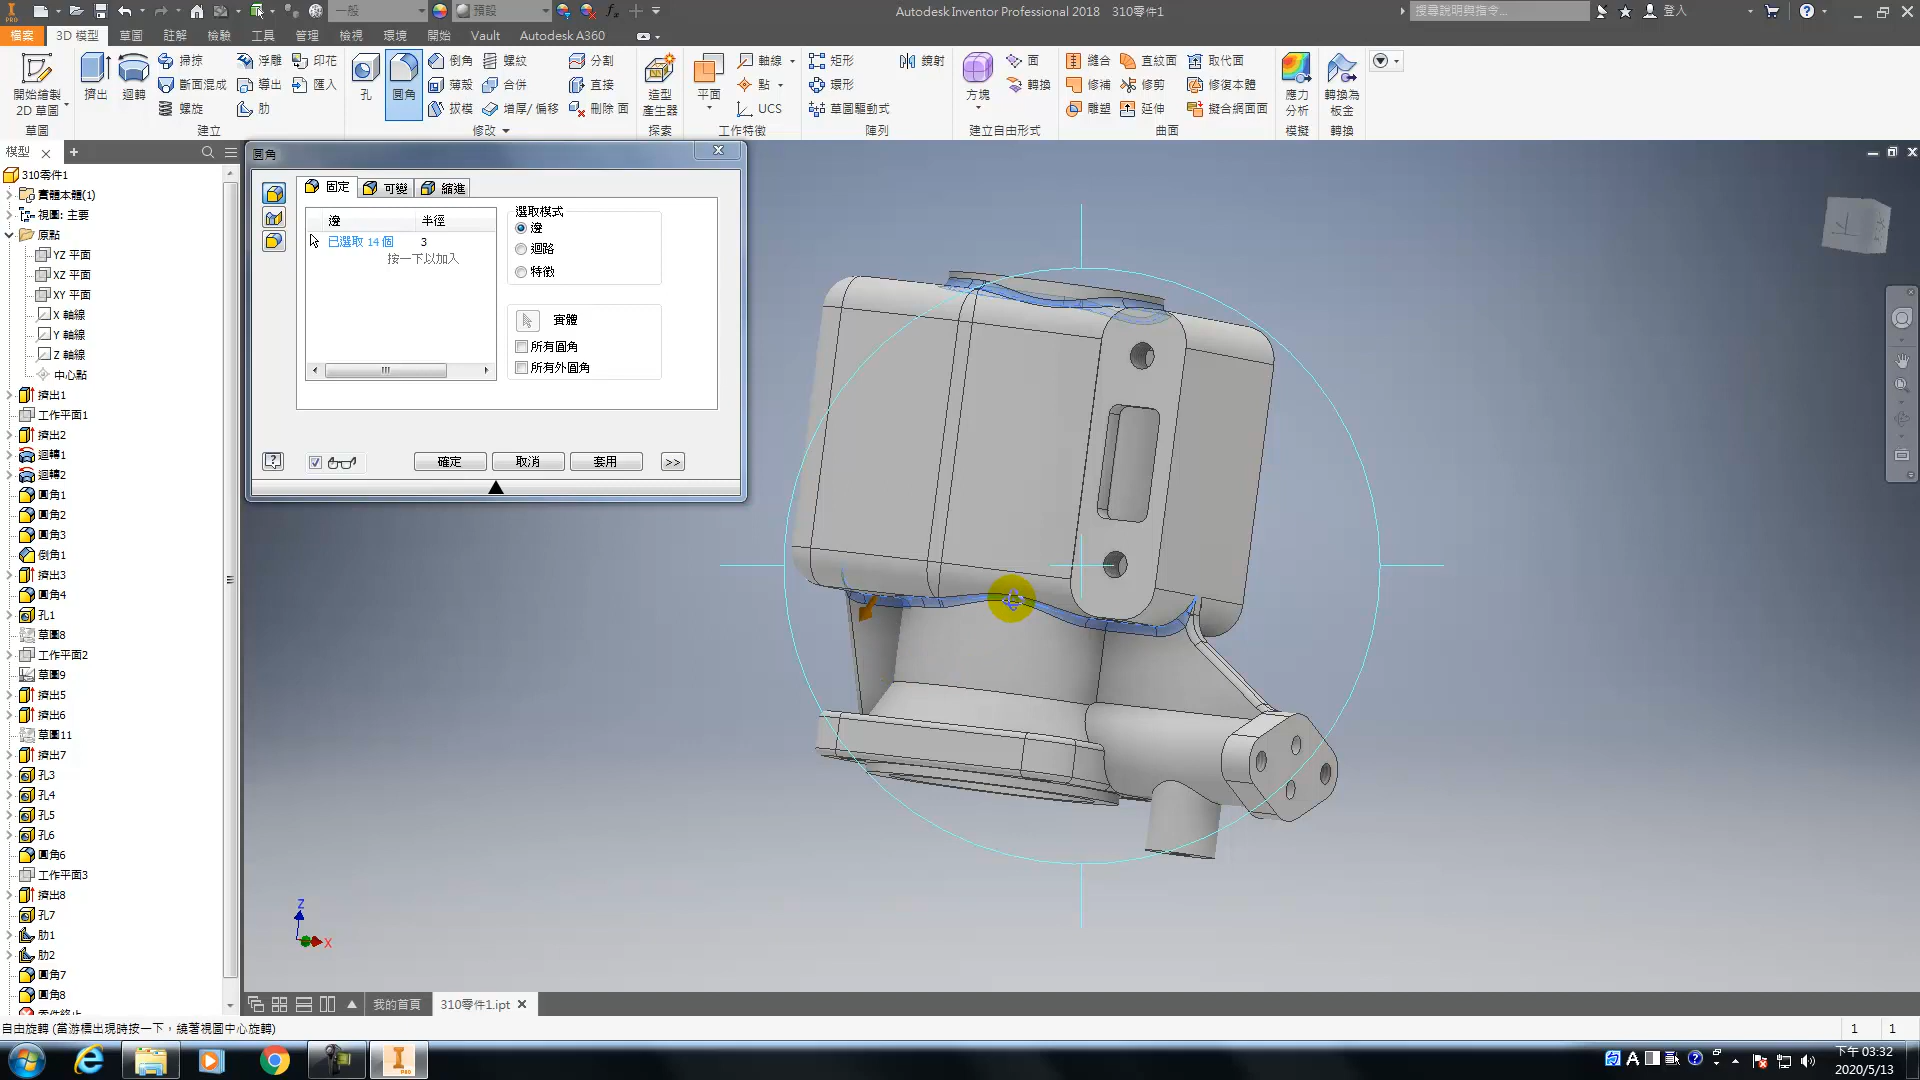 一般
預設
Autodesk Inventor Professional 2018 310零件1
搜尋說明與指令...
登入
檔案
3D 模型
草圖
註解
檢驗
工具
管理
檢視
環境
開始
Vault
Autodesk A360
開始繪製
2D 草圖
擠出
迴轉
掃掠
斷面混成
螺旋
浮雕
導出
肋
印花
匯入
孔
圓角
倒角
薄殼
拔模
螺紋
合併
增厚/ 偏移
分割
直接
刪除 面
造型
產生器
平面
軸線
點
UCS
矩形
環形
草圖驅動式
鏡射
方塊
面
轉換
縫合
修補
雕塑
直紋面
修剪
延伸
取代面
修復本體
擬合網面面
應力
分析
轉換為
板金
草圖
建立
修改
探索
工作特徵
陣列
建立自由形式
曲面
模擬
轉換
模型
310零件1
實體本體(1)
視圖: 主要
原點
YZ 平面
XZ 平面
XY 平面
X 軸線
Y 軸線
Z 軸線
中心點
擠出1
工作平面1
擠出2
迴轉1
迴轉2
圓角1
圓角2
圓角3
倒角1
擠出3
圓角4
孔1
草圖8
工作平面2
草圖9
擠出5
擠出6
草圖11
擠出7
孔3
孔4
孔5
孔6
圓角6
工作平面3
擠出8
孔7
肋1
肋2
圓角7
圓角8
零件終止
圓角
固定
可變
縮進
邊
半徑
已選取 14 個
3
按一下以加入
選取模式
邊
迴路
特徵
實體
所有圓角
所有外圓角
確定
取消
套用
>>
Z
X
我的首頁
310零件1.ipt
自由旋轉 (當游標出現時按一下，繞著視圖中心旋轉)
1
1
下午 03:32
2020/5/13